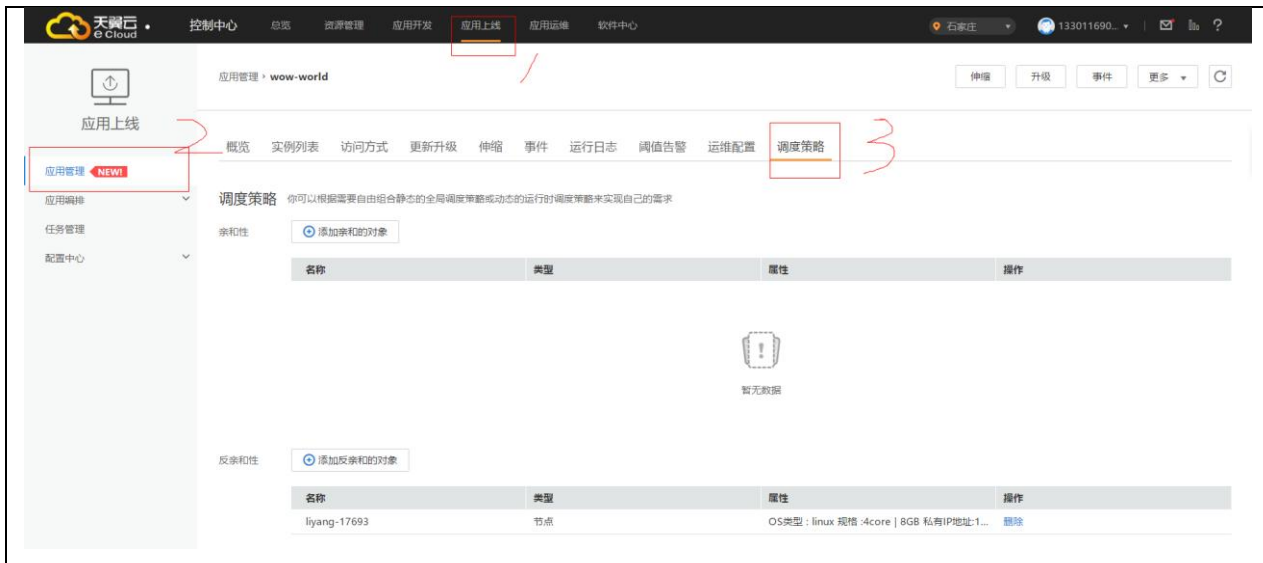 天翼云 e Cloud 控制中心 总览 资源管理 应用开发 应用上线 应用运维 软件中心 石家庄 133011690... ?
1
应用管理 › wow-world 伸缩 升级 事件 更多
应用上线
2 3
概览 实例列表 访问方式 更新升级 伸缩 事件 运行日志 阈值告警 运维配置 调度策略
应用管理 NEW!
应用编排
任务管理
配置中心
调度策略 你可以根据需要自由组合静态的全局调度策略或动态的运行时调度策略来实现自己的需求
亲和性 添加亲和的对象
名称 类型 属性 操作
暂无数据
反亲和性 添加反亲和的对象
名称 类型 属性 操作
liyang-17693 节点 OS类型 : linux 规格 :4core | 8GB 私有IP地址:1... 删除